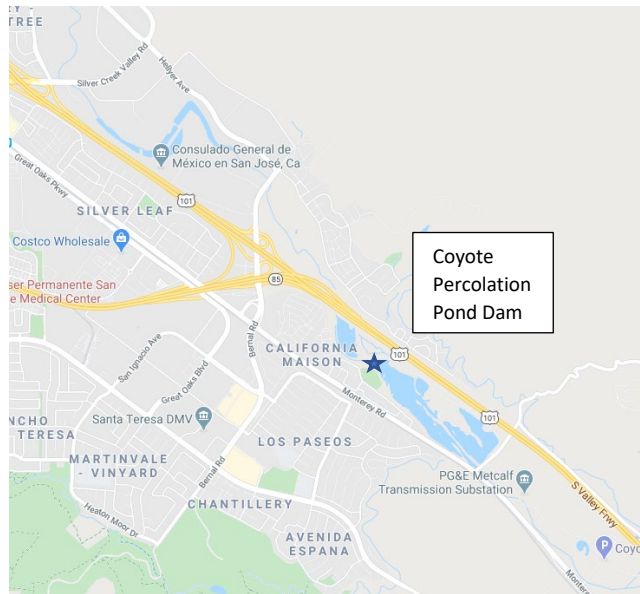 EY -
TREE
Silver Creek Valley Rd
Hellyer Ave
Great Oaks Pkwy
Consulado General de
México en San José, Ca
101
SILVER LEAF
Costco Wholesale
ser Permanente San
e Medical Center
85
Coyote
Percolation
Pond Dam
San Ignacio Ave
Great Oaks Blvd
Bernal Rd
CALIFORNIA
MAISON
101
Monterey Rd
Santa Teresa DMV
NCHO
TERESA
LOS PASEOS
101
MARTINVALE
- VINYARD
Bernal Rd
PG&E Metcalf
Transmission Substation
S Valley Frwy
CHANTILLERY
Heaton Moor Dr
AVENIDA
ESPANA
P
Coyo